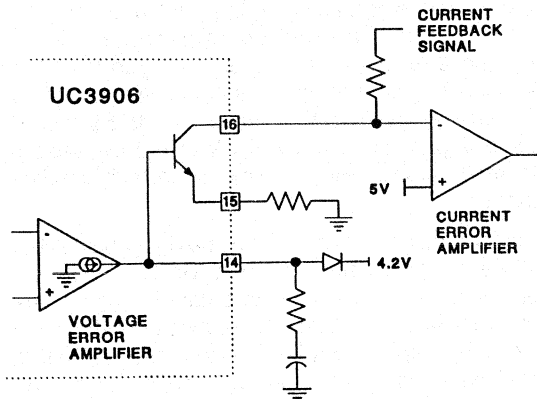 CURRENT
FEEDBACK
SIGNAL
UC3906
16
-
+
5V
15
CURRENT
ERROR
AMPLIFIER
-
+
14
4.2V
VOLTAGE
ERROR
AMPLIFIER